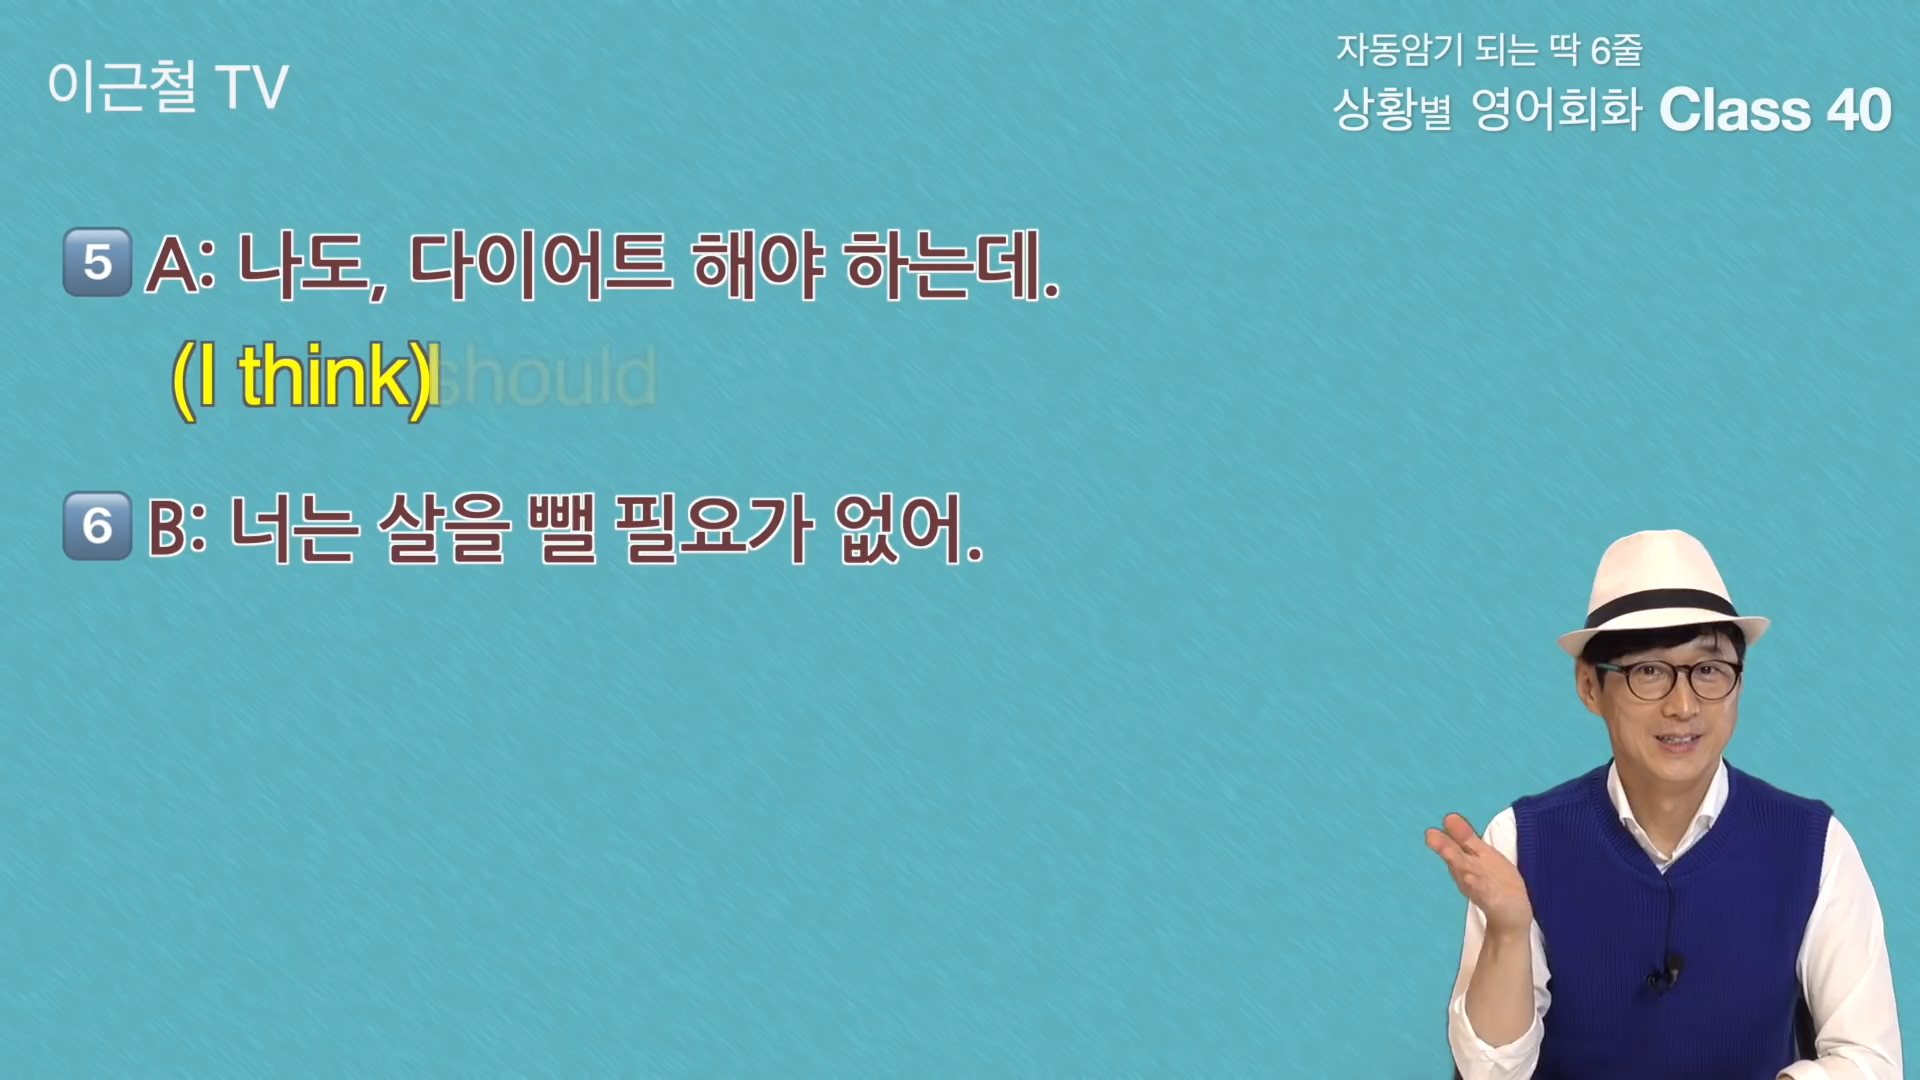 이근철 TV
자동암기 되는 딱 6줄
상황별 영어회화 Class 40
5 A: 나도, 다이어트 해야 하는데.
(I think) I should
6 B: 너는 살을 뺄 필요가 없어.